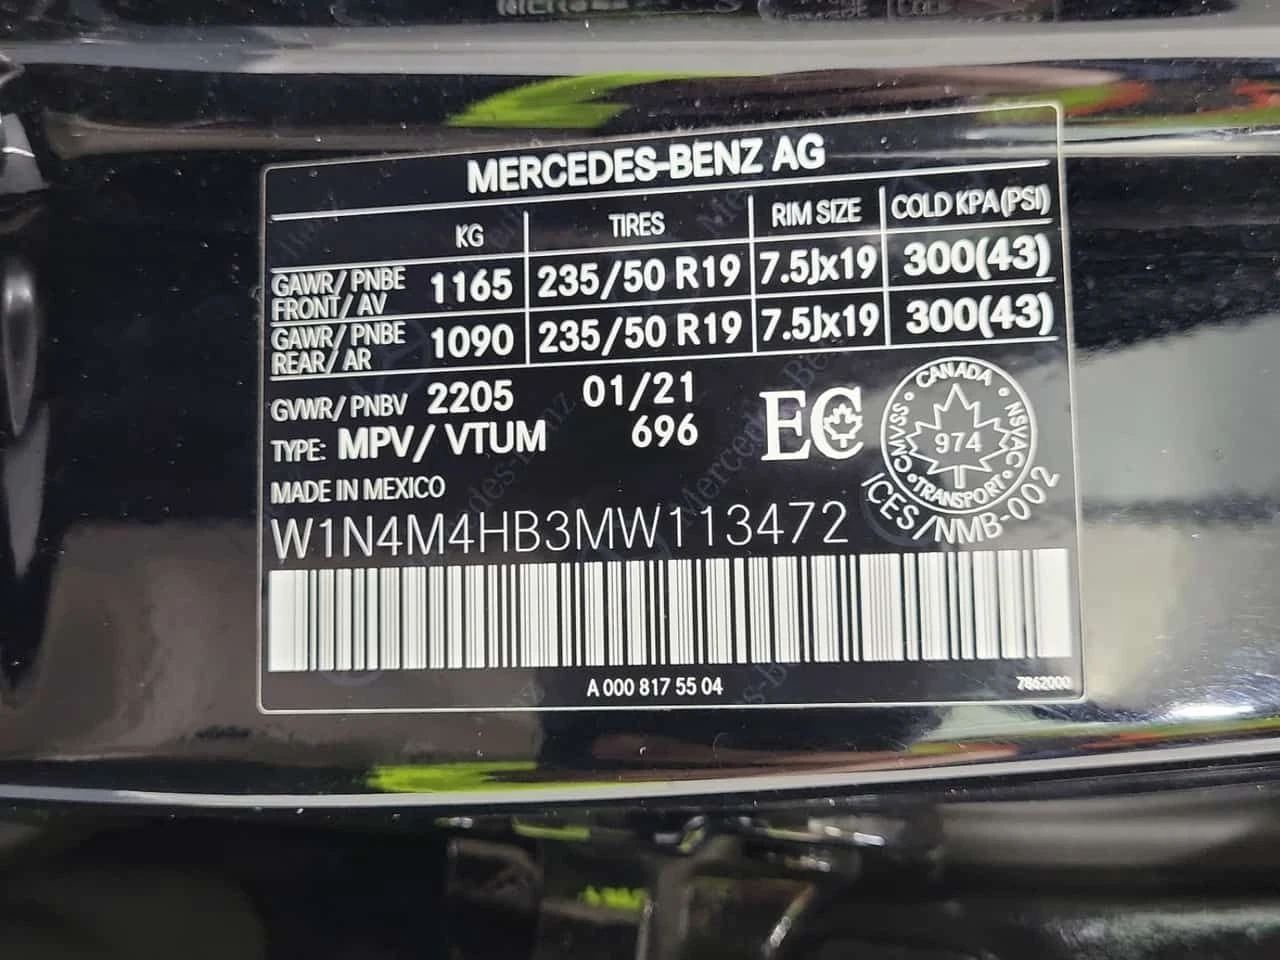 MERCEDES-BENZ AG
KG TIRES RIM SIZE COLD KPA(PSI)
GAWR/PNBE FRONT/AV 1165 235/50 R19 7.5Jx19 300(43)
GAWR/PNBE REAR/AR 1090 235/50 R19 7.5Jx19 300(43)
GVWR/PNBV 2205 01/21
TYPE: MPV/VTUM 696
EC
CANADA
CMVSS 974 NSVAC
TRANSPORT
ICES/NMB-002
MADE IN MEXICO
W1N4M4HB3MW113472
A 000 817 55 04
7862000
Mercedes-Benz